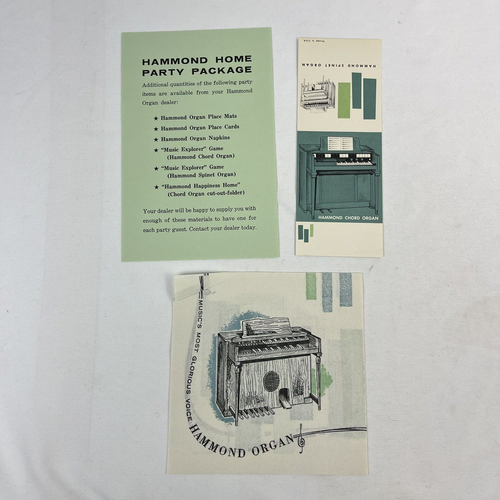 HAMMOND HOME
PARTY PACKAGE
Additional quantities of the following party
items are available from your Hammond
Organ dealer:
★ Hammond Organ Place Mats
★ Hammond Organ Place Cards
★ Hammond Organ Napkins
★ "Music Explorer" Game
(Hammond Chord Organ)
★ "Music Explorer" Game
(Hammond Spinet Organ)
★ "Hammond Happiness Home"
(Chord Organ cut-out-folder)
Your dealer will be happy to supply you with
enough of these materials to have one for
each party guest. Contact your dealer today.
HAMMOND SPINET ORGAN
HAMMOND CHORD ORGAN
MUSIC'S MOST GLORIOUS VOICE
HAMMOND ORGAN